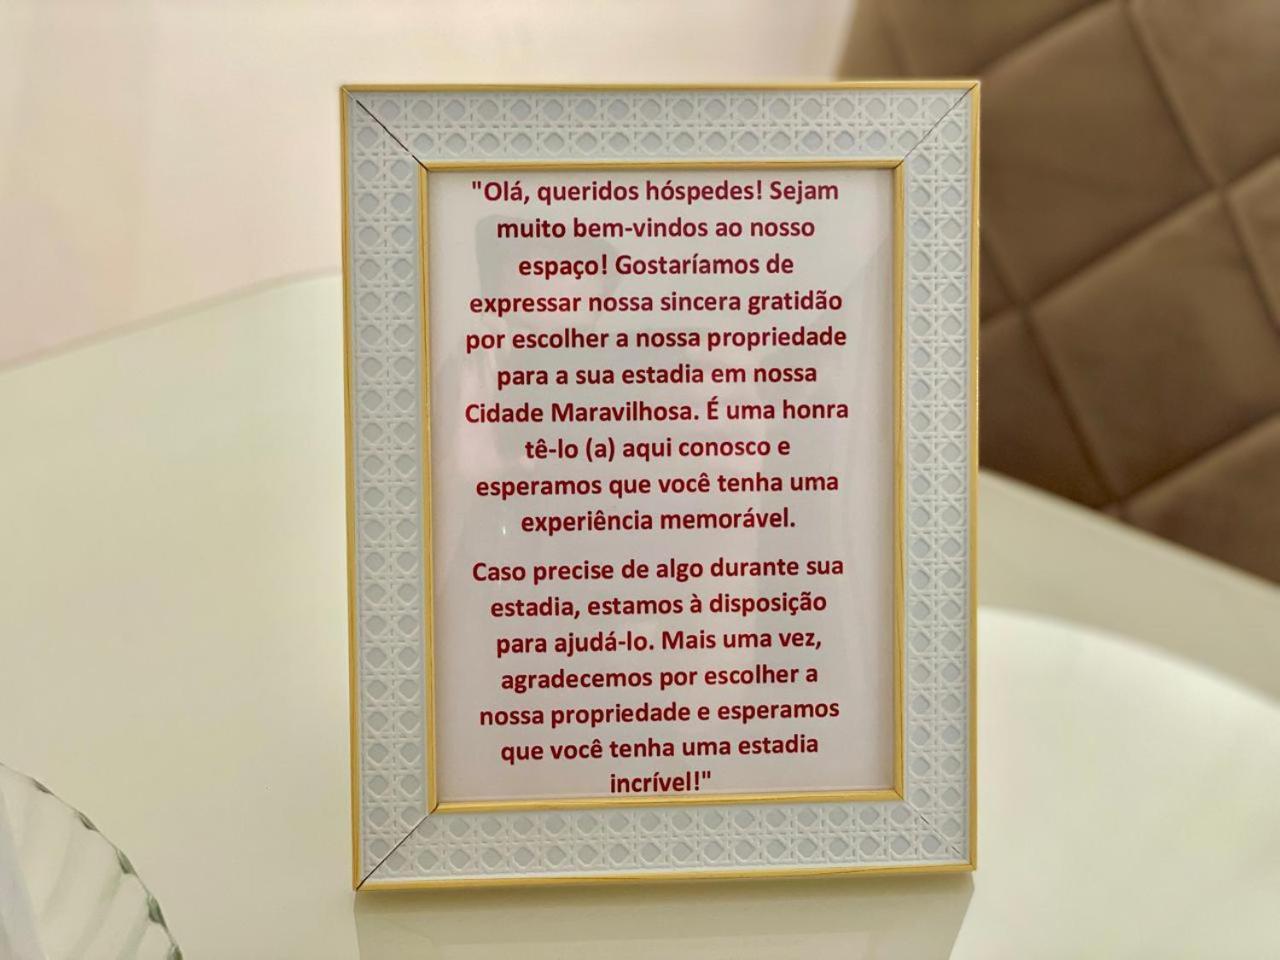 "Olá, queridos hóspedes! Sejam
muito bem-vindos ao nosso
espaço! Gostaríamos de
expressar nossa sincera gratidão
por escolher a nossa propriedade
para a sua estadia em nossa
Cidade Maravilhosa. É uma honra
tê-lo (a) aqui conosco e
esperamos que você tenha uma
experiência memorável.
Caso precise de algo durante sua
estadia, estamos à disposição
para ajudá-lo. Mais uma vez,
agradecemos por escolher a
nossa propriedade e esperamos
que você tenha uma estadia
incrível!"